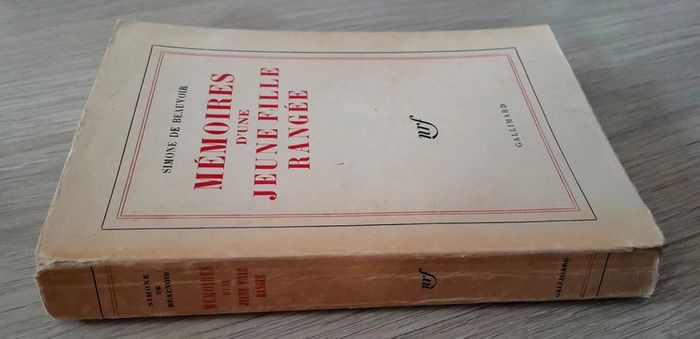 SIMONE DE BEAUVOIR
MÉMOIRES
D'UNE
JEUNE FILLE
RANGÉE
nrf
GALLIMARD
SIMONE
DE
BEAUVOIR
MÉMOIRES
D'UNE
JEUNE FILLE
RANGÉE
nrf
GALLIMARD